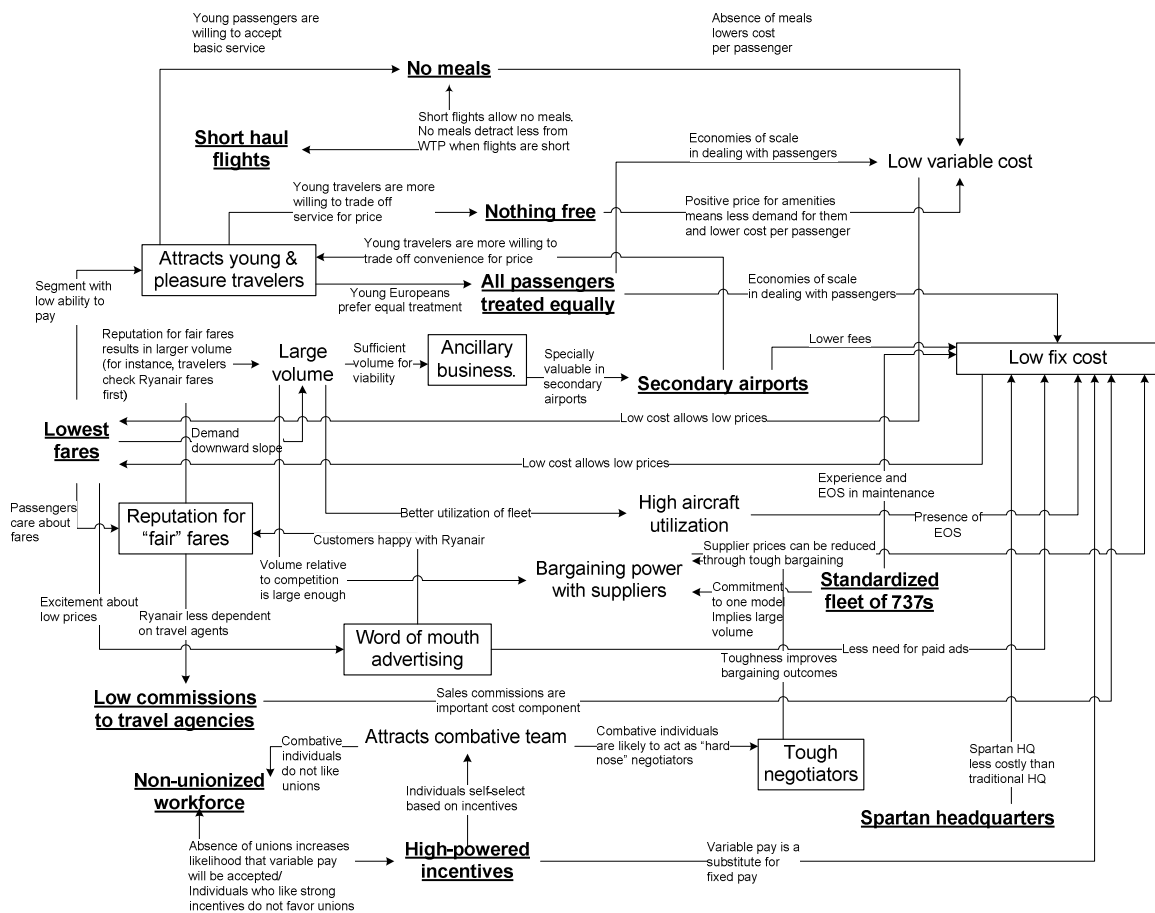 Young passengers are
willing to accept
basic service
Absence of meals
lowers cost
per passenger
No meals
Short flights allow no meals.
No meals detract less from
WTP when flights are short
Short haul
flights
Economies of scale
in dealing with passengers
Low variable cost
Young travelers are more
willing to trade off
service for price
Nothing free
Positive price for amenities
means less demand for them
and lower cost per passenger
Attracts young &
pleasure travelers
Young travelers are more willing to
trade off convenience for price
Segment with
low ability to
pay
Young Europeans
prefer equal treatment
All passengers
treated equally
Economies of scale
in dealing with passengers
Reputation for fair fares
results in larger volume
(for instance, travelers
check Ryanair fares
first)
Large
volume
Sufficient
volume for
viability
Ancillary
business.
Specially
valuable in
secondary
airports
Secondary airports
Lower fees
Low fix cost
Lowest
fares
Demand
downward slope
Low cost allows low prices
Low cost allows low prices
Experience and
EOS in maintenance
Passengers
care about
fares
Reputation for
“fair” fares
Better utilization of fleet
High aircraft
utilization
Presence of
EOS
Customers happy with Ryanair
Supplier prices can be reduced
through tough bargaining
Volume relative
to competition
is large enough
Bargaining power
with suppliers
Commitment
to one model
Implies large
volume
Standardized
fleet of 737s
Excitement about
low prices
Ryanair less dependent
on travel agents
Word of mouth
advertising
Less need for paid ads
Toughness improves
bargaining outcomes
Low commissions
to travel agencies
Sales commissions are
important cost component
Combative
individuals
do not like
unions
Attracts combative team
Combative individuals
are likely to act as “hard
nose” negotiators
Tough
negotiators
Spartan HQ
less costly than
traditional HQ
Non-unionized
workforce
Individuals self-select
based on incentives
Spartan headquarters
Absence of unions increases
likelihood that variable pay
will be accepted/
Individuals who like strong
incentives do not favor unions
High-powered
incentives
Variable pay is a
substitute for
fixed pay